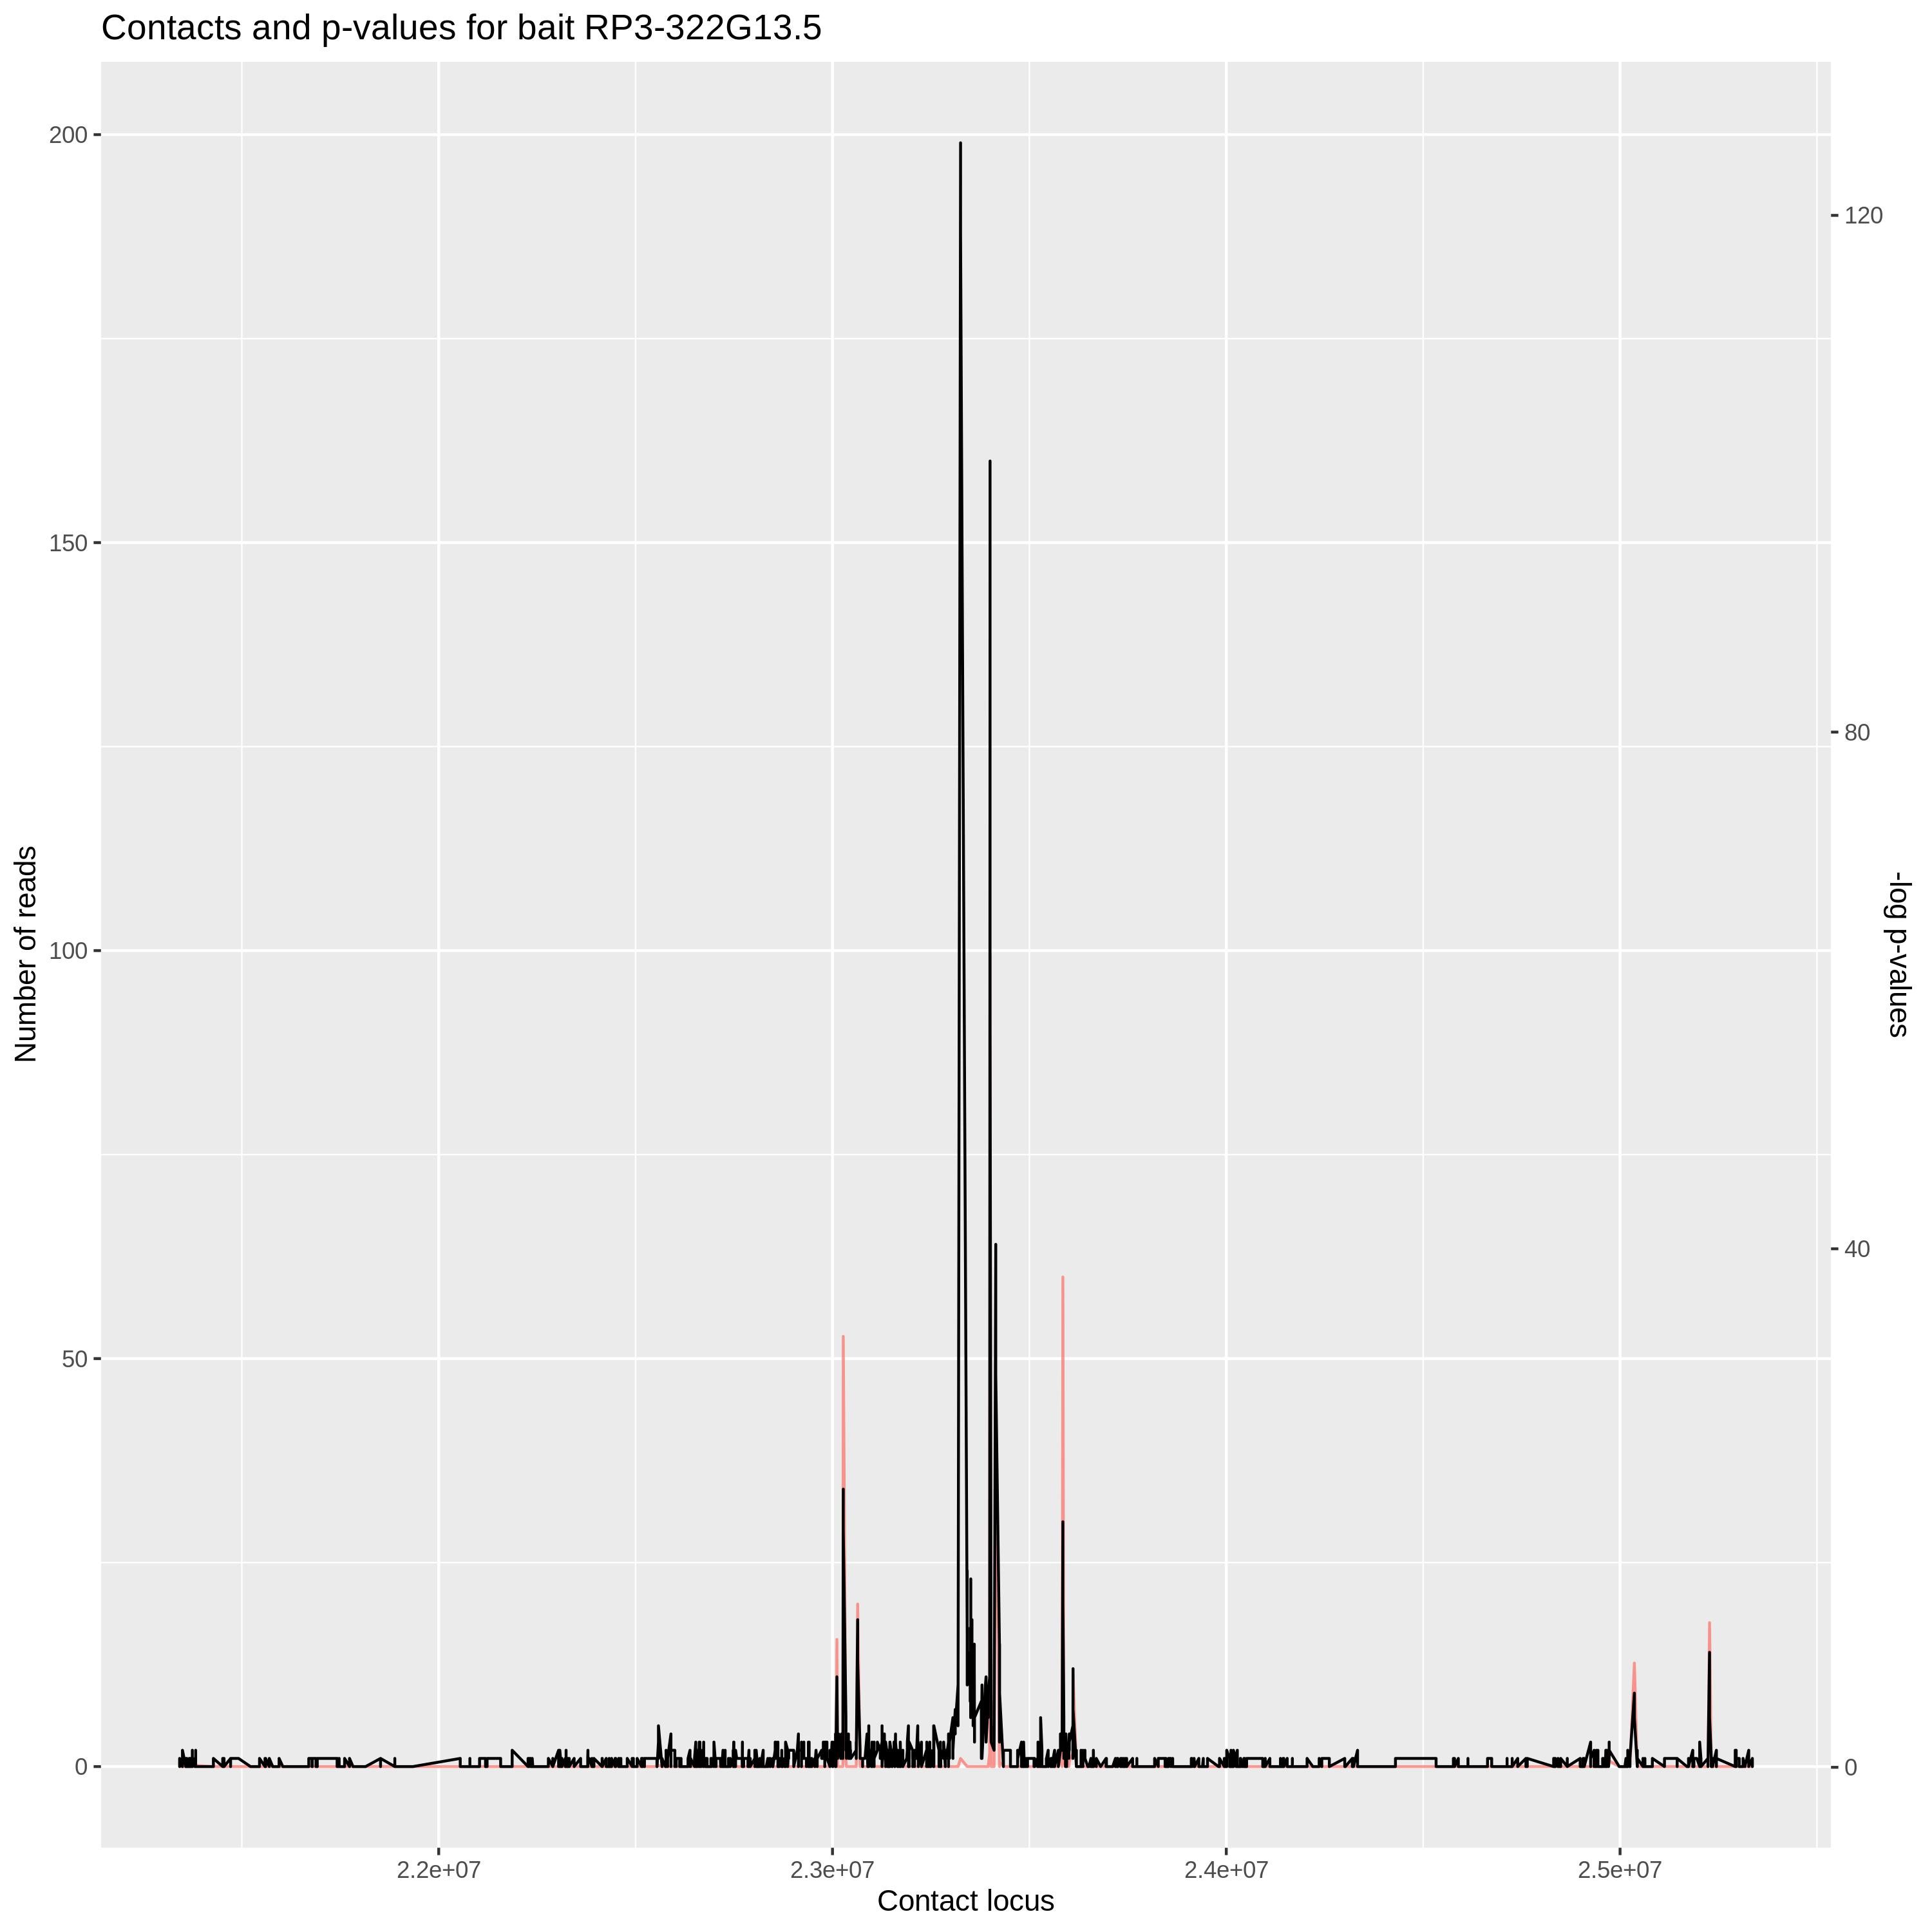 Contacts and p-values for bait RP3-322G13.5
200
150
100
50
0
120
80
40
0
Number of reads
-log p-values
2.2e+07
2.3e+07
2.4e+07
2.5e+07
Contact locus